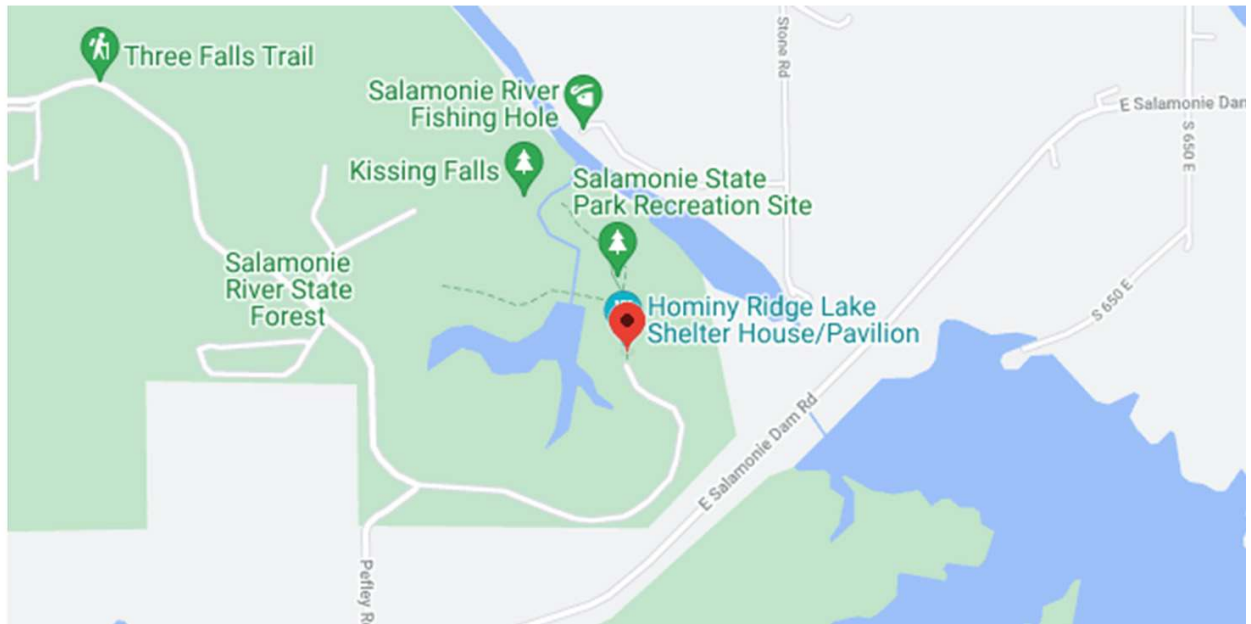 Three Falls Trail
Salamonie River
Fishing Hole
Kissing Falls
Salamonie State
Park Recreation Site
Salamonie
River State
Forest
Hominy Ridge Lake
Shelter House/Pavilion
Stone Rd
E Salamonie Dam
S 650 E
S 650 E
E Salamonie Dam Rd
Pefley R